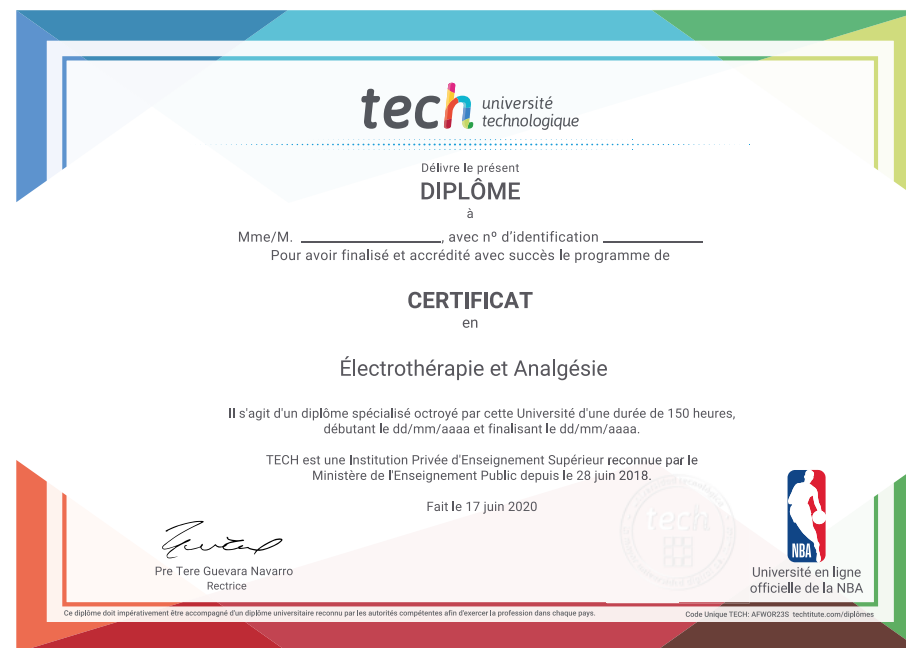 tech université
technologique
Délivre le présent
DIPLÔME
à
Mme/M. ____________________, avec nº d'identification ______________
Pour avoir finalisé et accrédité avec succès le programme de
CERTIFICAT
en
Électrothérapie et Analgésie
Il s'agit d'un diplôme spécialisé octroyé par cette Université d'une durée de 150 heures,
débutant le dd/mm/aaaa et finalisant le dd/mm/aaaa.
TECH est une Institution Privée d'Enseignement Supérieur reconnue par le
Ministère de l'Enseignement Public depuis le 28 juin 2018.
Fait le 17 juin 2020
tech
Pre Tere Guevara Navarro
Rectrice
NBA
Université en ligne
officielle de la NBA
Ce diplôme doit impérativement être accompagné d'un diplôme universitaire reconnu par les autorités compétentes afin d'exercer la profession dans chaque pays.
Code Unique TECH: AFWOR23S techtitute.com/diplômes